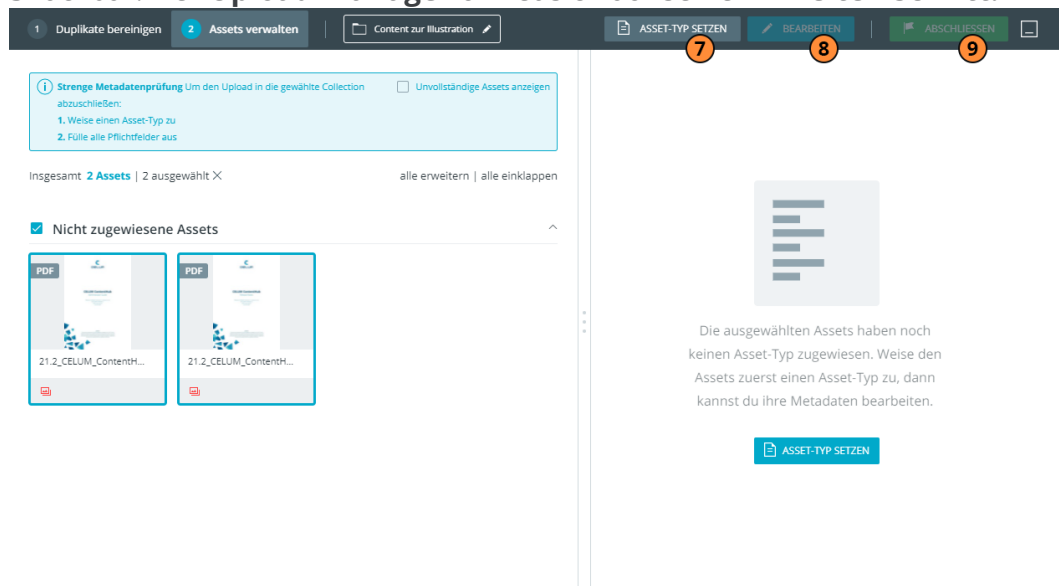 1 Duplikate bereinigen
2 Assets verwalten
Content zur Illustration
ASSET-TYP SETZEN
BEARBEITEN
ABSCHLIESSEN
7
8
9
Strenge Metadatenprüfung Um den Upload in die gewählte Collection
abzuschließen:
1. Weise einen Asset-Typ zu
2. Fülle alle Pflichtfelder aus
Unvollständige Assets anzeigen
Insgesamt 2 Assets | 2 ausgewählt
alle erweitern | alle einklappen
Nicht zugewiesene Assets
PDF
21.2_CELUM_ContentH...
PDF
21.2_CELUM_ContentH...
Die ausgewählten Assets haben noch
keinen Asset-Typ zugewiesen. Weise den
Assets zuerst einen Asset-Typ zu, dann
kannst du ihre Metadaten bearbeiten.
ASSET-TYP SETZEN